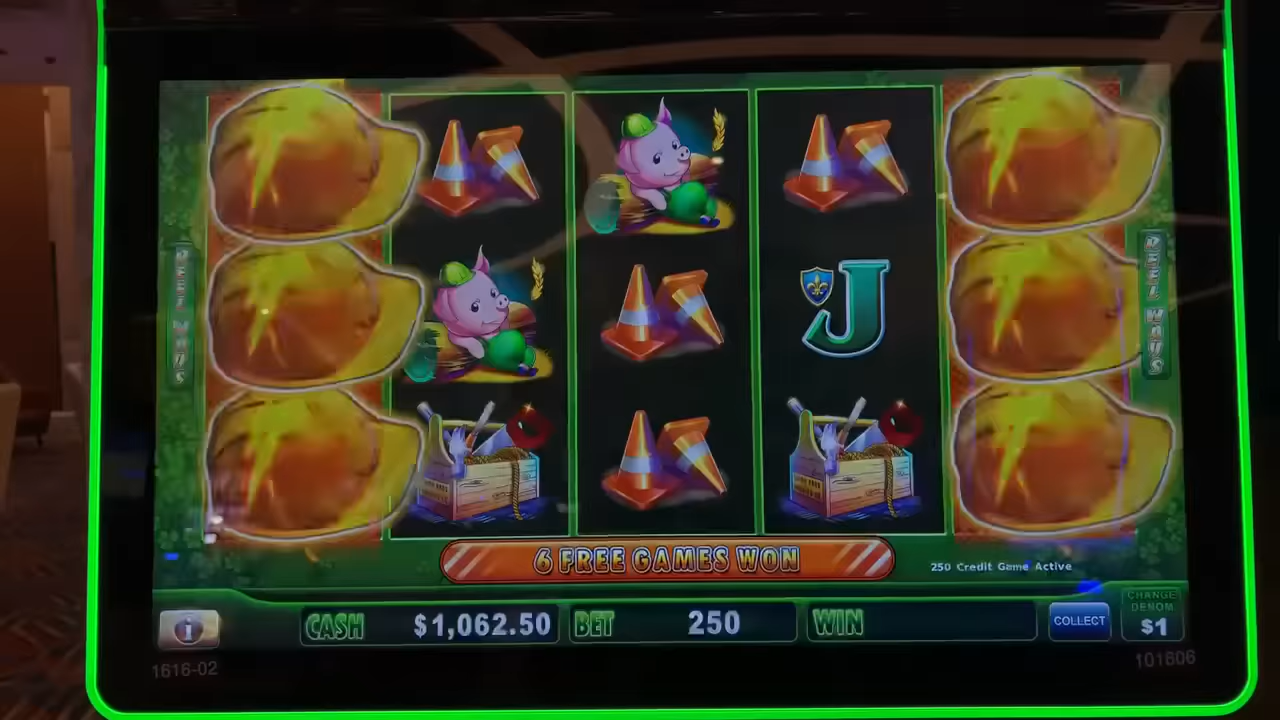 REEL WAYS
REEL WAYS
J
6 FREE GAMES WON
250 Credit Game Active
CASH $1,062.50 BET 250 WIN
COLLECT
CHANGE
DENOM
$1
1616-02
101806